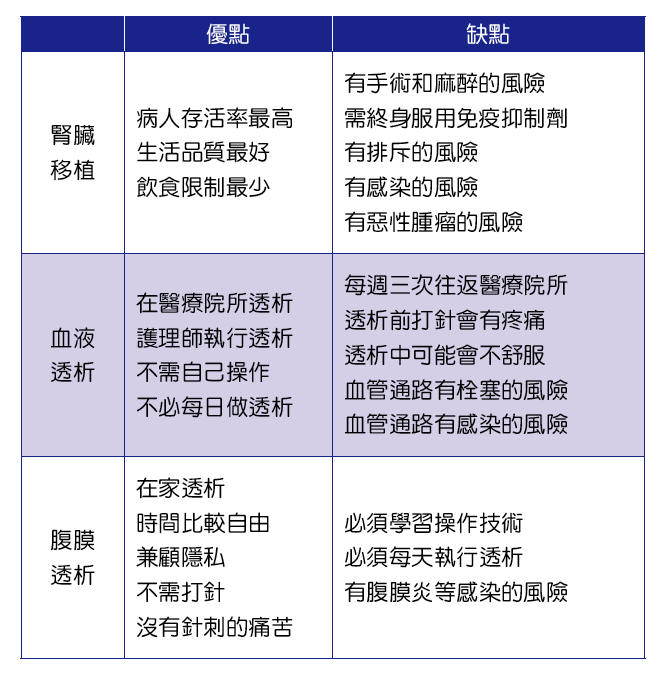 優點
缺點
腎臟
移植
病人存活率最高
生活品質最好
飲食限制最少
有手術和麻醉的風險
需終身服用免疫抑制劑
有排斥的風險
有感染的風險
有惡性腫瘤的風險
血液
透析
在醫療院所透析
護理師執行透析
不需自己操作
不必每日做透析
每週三次往返醫療院所
透析前打針會有疼痛
透析中可能會不舒服
血管通路有栓塞的風險
血管通路有感染的風險
腹膜
透析
在家透析
時間比較自由
兼顧隱私
不需打針
沒有針刺的痛苦
必須學習操作技術
必須每天執行透析
有腹膜炎等感染的風險